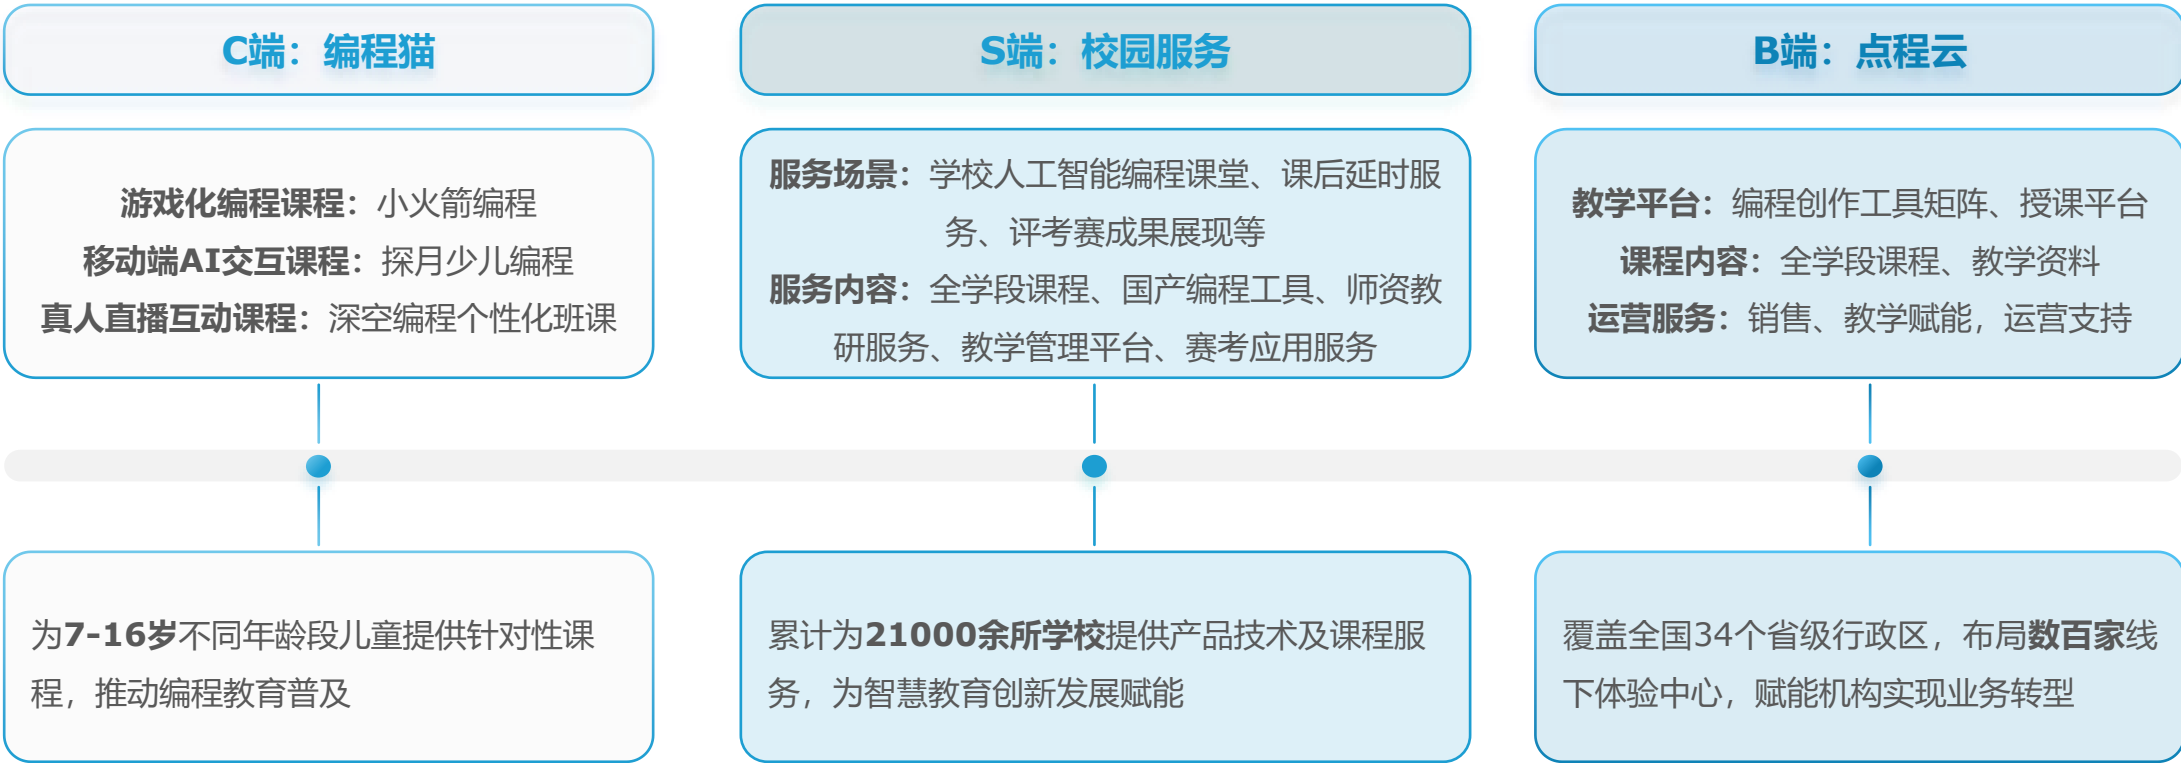 C端：编程猫
S端：校园服务
B端：点程云
游戏化编程课程：小火箭编程
移动端AI交互课程：探月少儿编程
真人直播互动课程：深空编程个性化班课
服务场景：学校人工智能编程课堂、课后延时服
务、评考赛成果展现等
服务内容：全学段课程、国产编程工具、师资教
研服务、教学管理平台、赛考应用服务
教学平台：编程创作工具矩阵、授课平台
课程内容：全学段课程、教学资料
运营服务：销售、教学赋能，运营支持
为7-16岁不同年龄段儿童提供针对性课
程，推动编程教育普及
累计为21000余所学校提供产品技术及课程服
务，为智慧教育创新发展赋能
覆盖全国34个省级行政区，布局数百家线
下体验中心，赋能机构实现业务转型